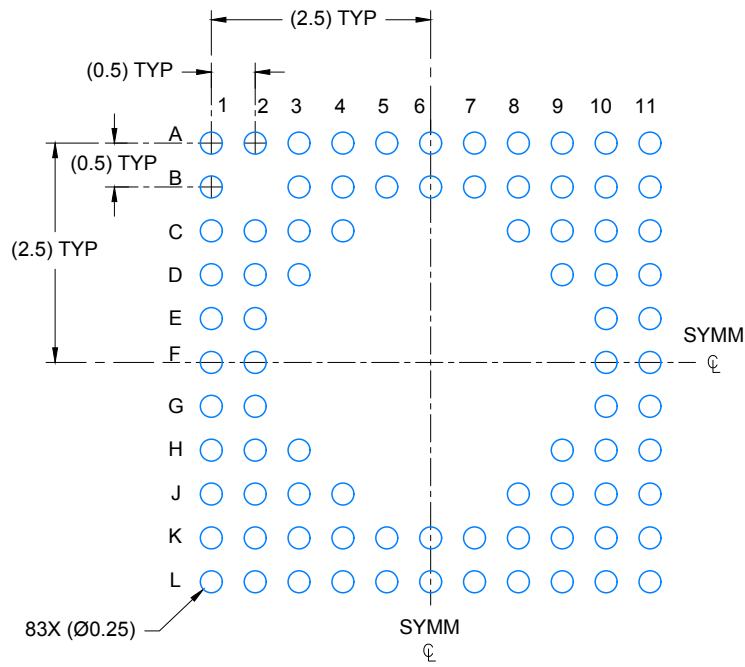 (2.5) TYP
(0.5) TYP
1 2 3 4 5 6 7 8 9 10 11
A
(0.5) TYP
B
C
(2.5) TYP
D
E
SYMM
F
℄
G
H
J
K
L
83X (Ø0.25)
SYMM
℄